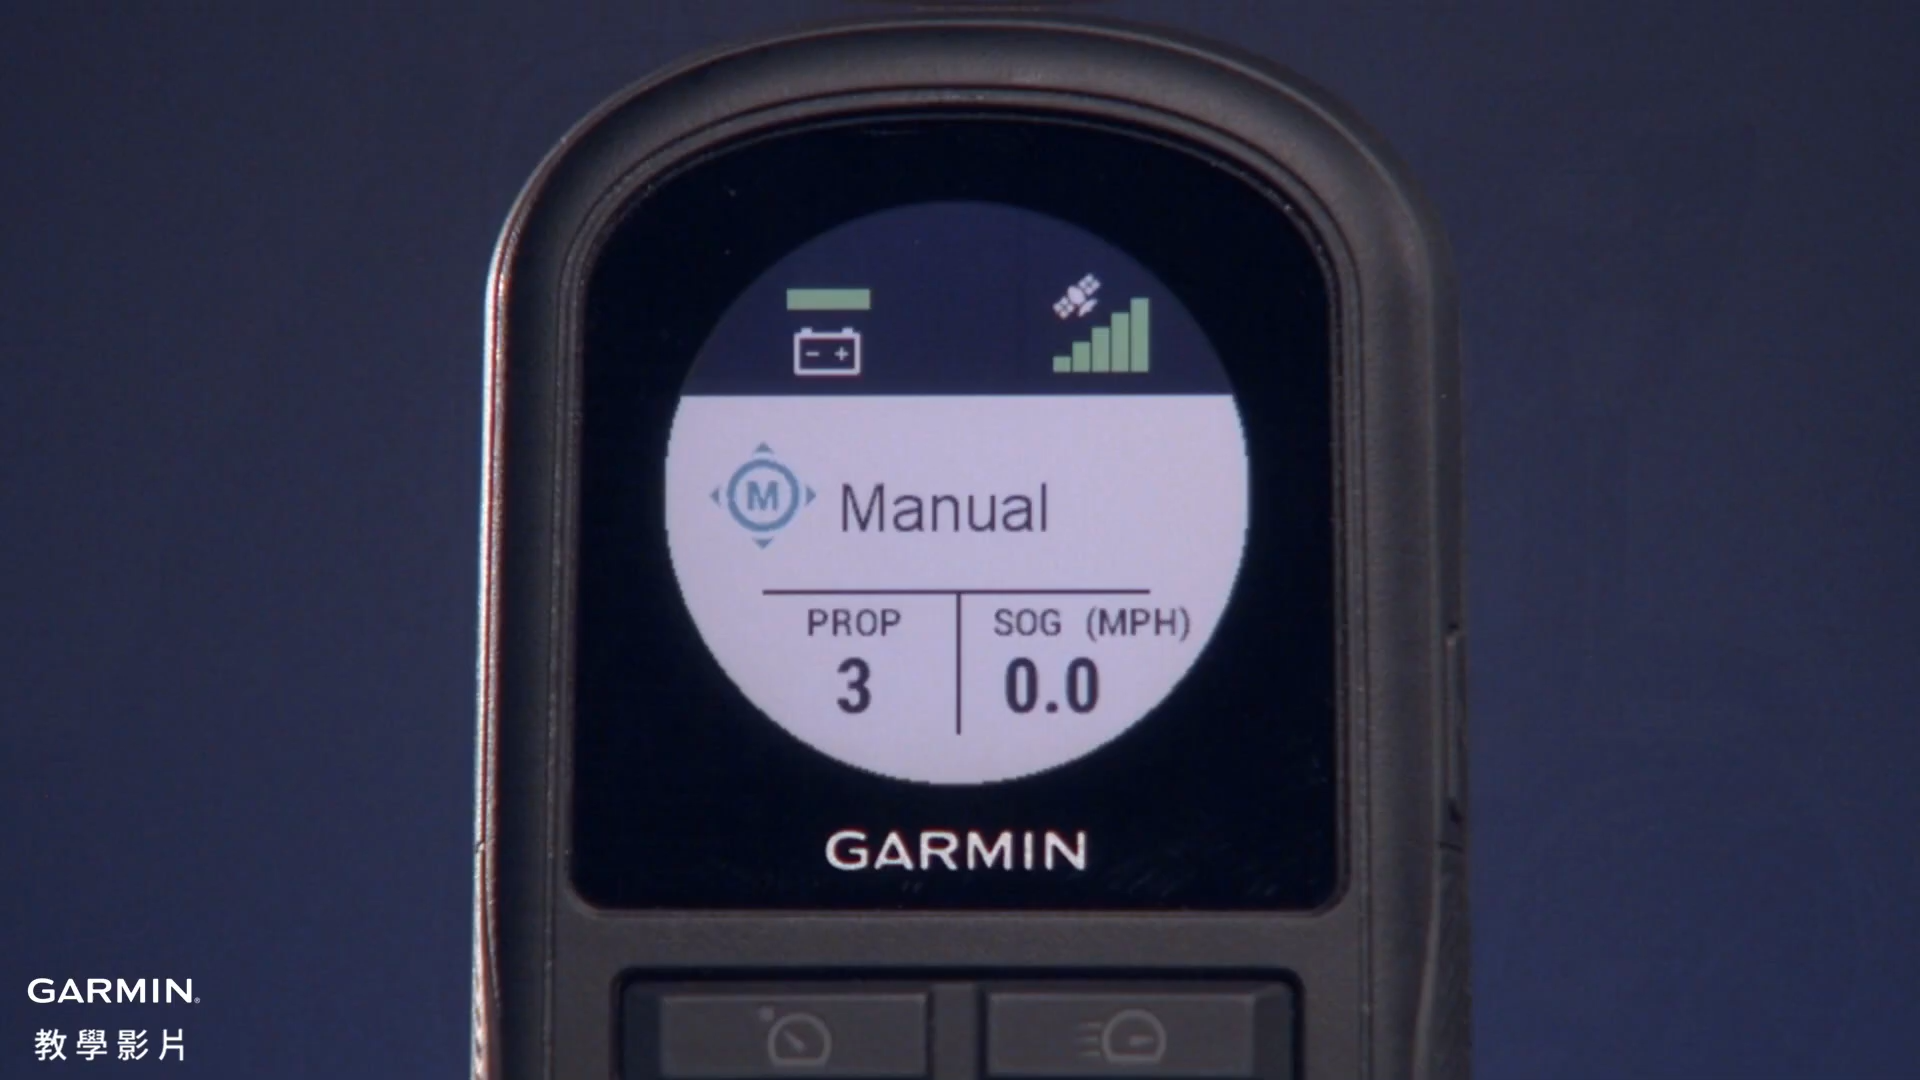 M Manual
PROP
SOG (MPH)
3
0.0
GARMIN
GARMIN
教學影片